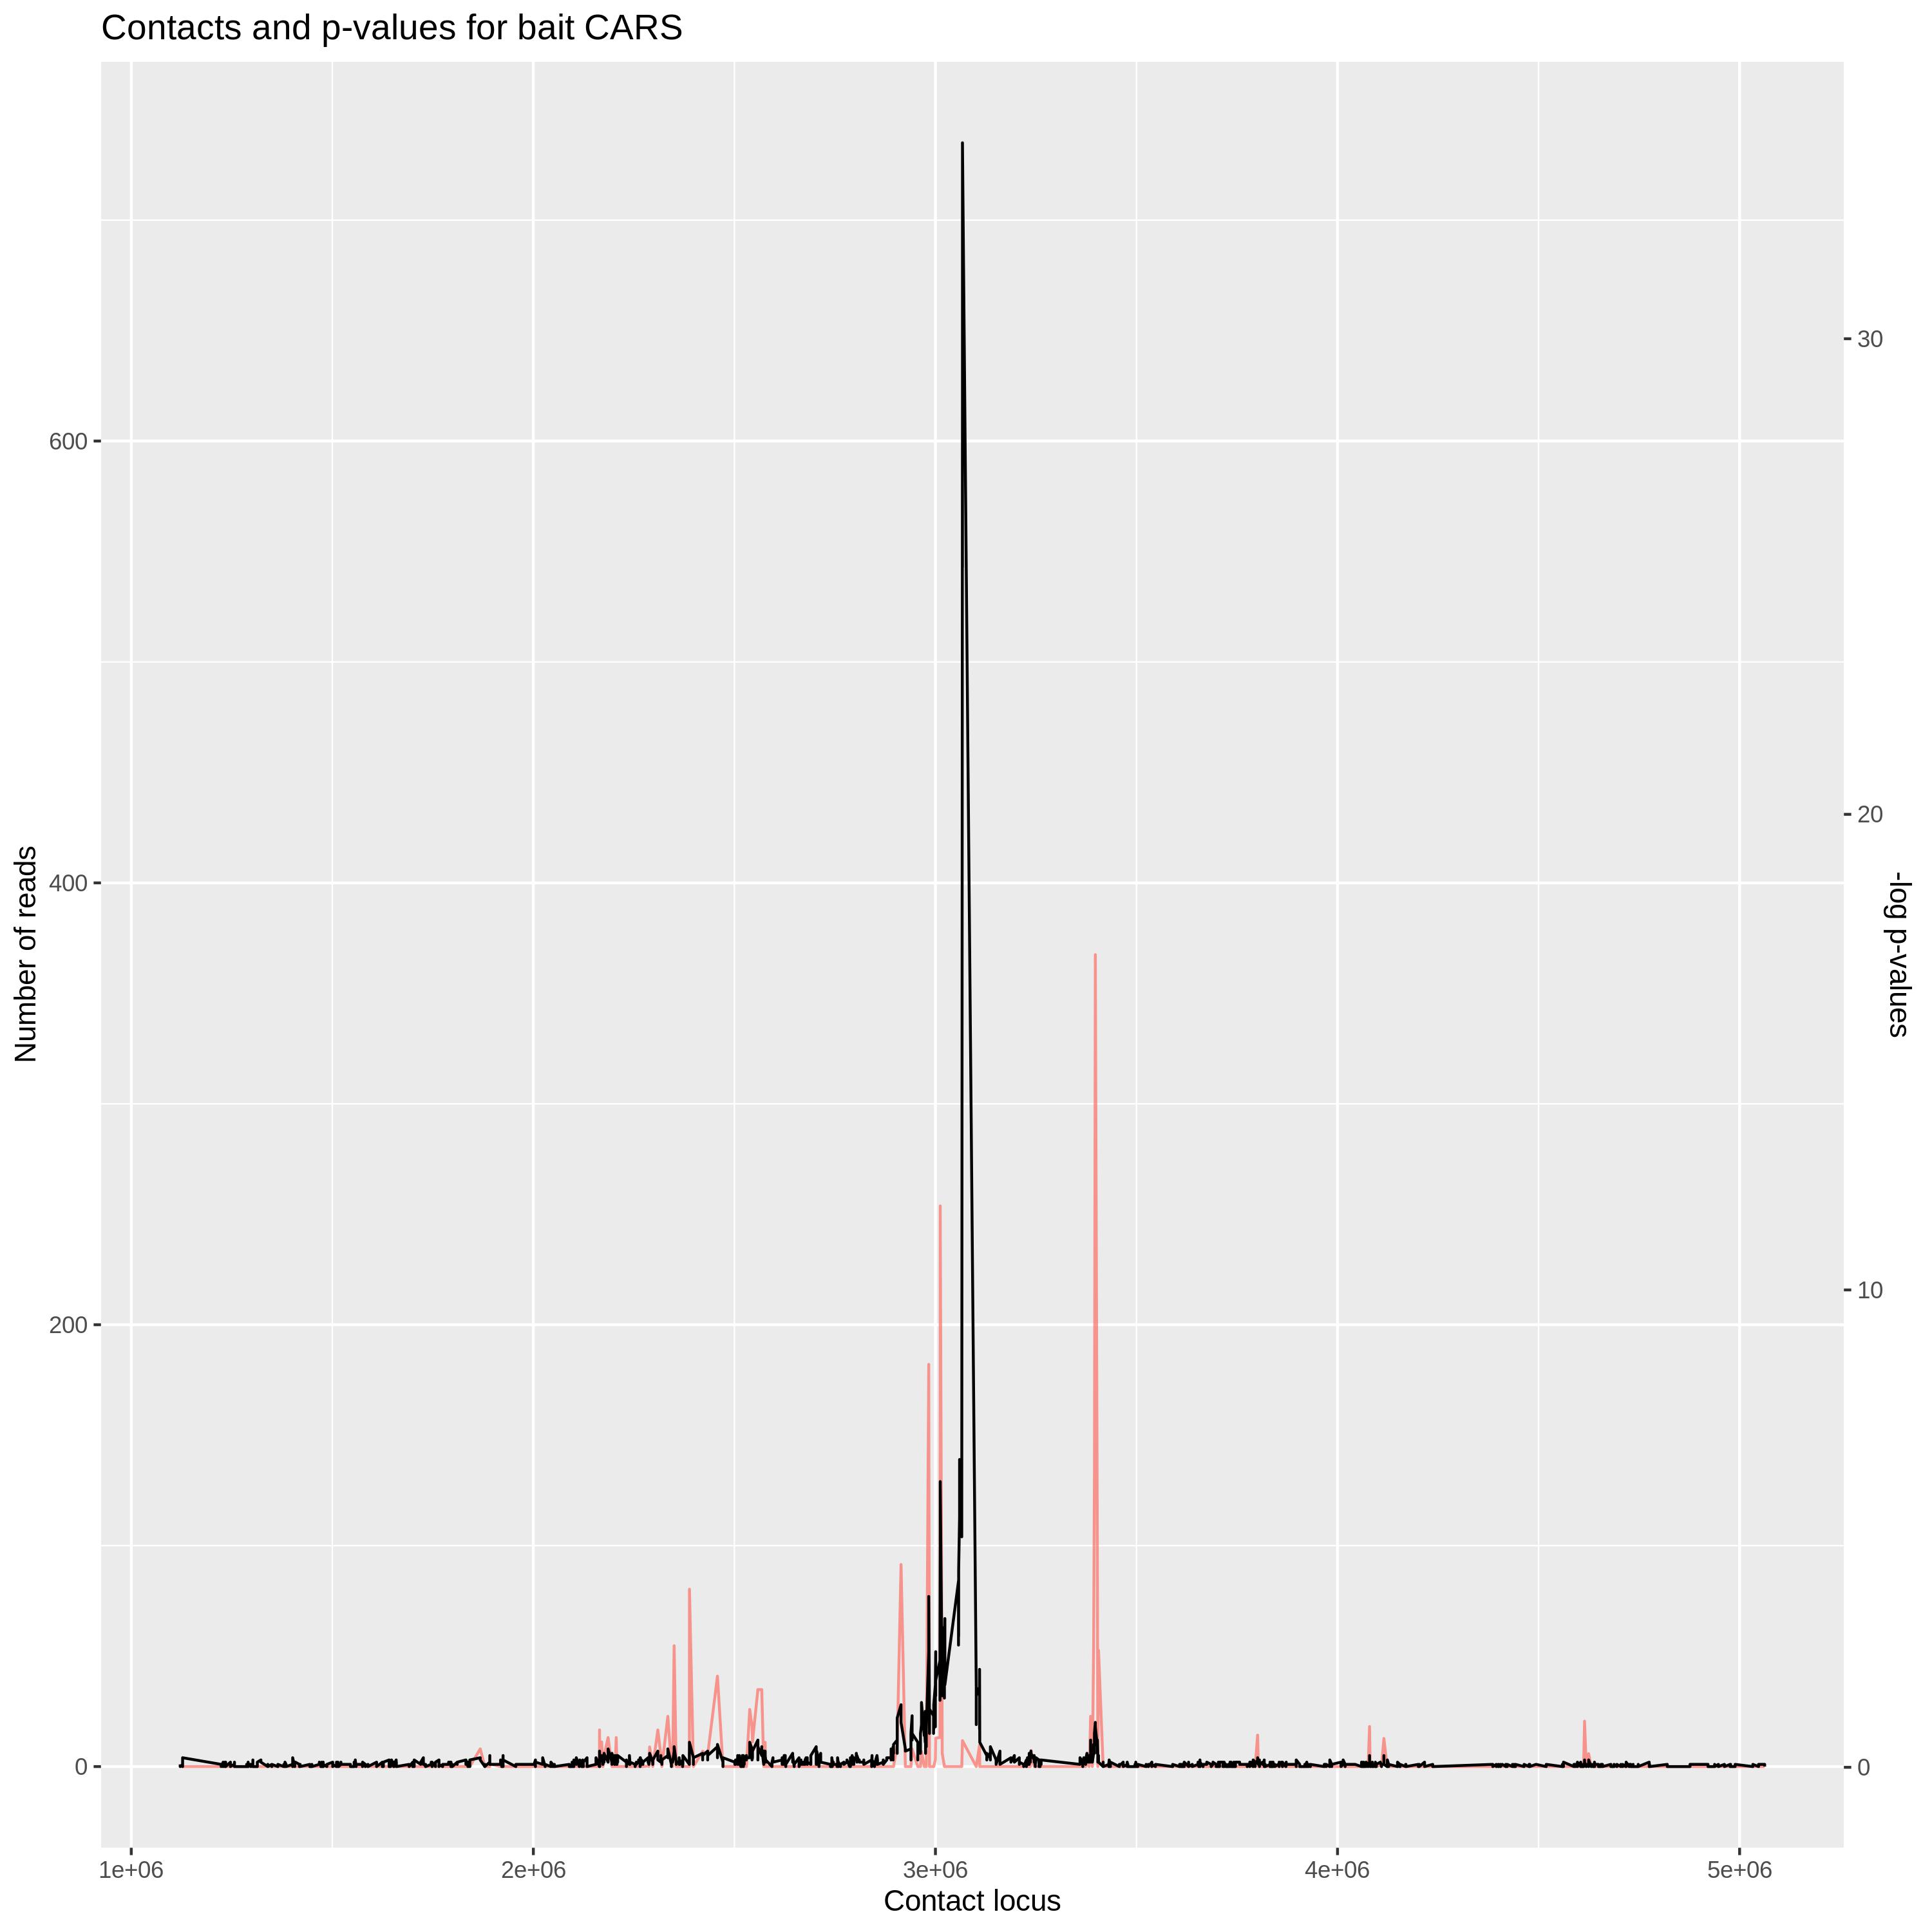 Contacts and p-values for bait CARS
Number of reads
600
400
200
0
30
20
10
0
-log p-values
1e+06 2e+06 3e+06 4e+06 5e+06
Contact locus